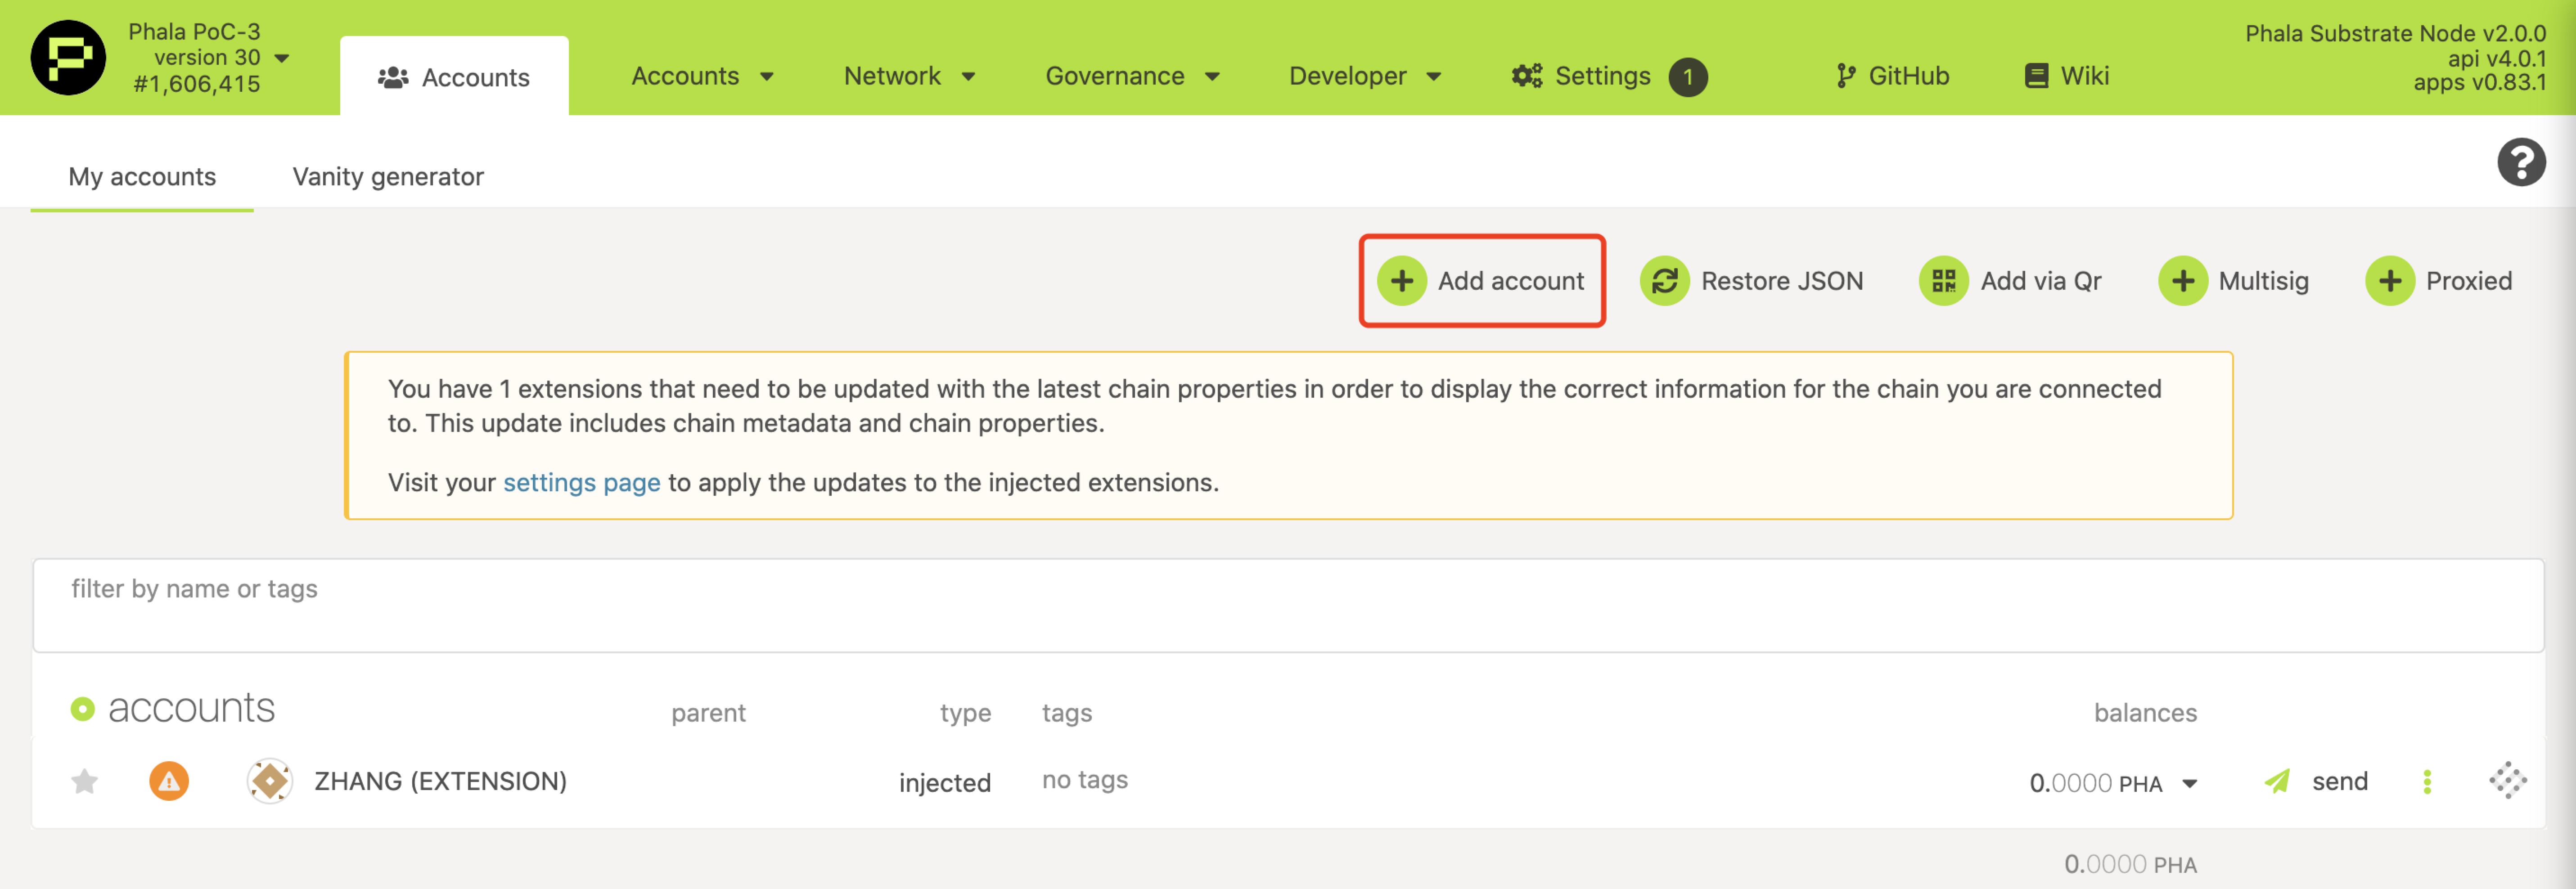 Phala PoC-3
version 30
#1,606,415
Accounts
Accounts
Network
Governance
Developer
Settings
1
GitHub
Wiki
Phala Substrate Node v2.0.0
api v4.0.1
apps v0.83.1
My accounts
Vanity generator
Add account
Restore JSON
Add via Qr
Multisig
Proxied
You have 1 extensions that need to be updated with the latest chain properties in order to display the correct information for the chain you are connected
to. This update includes chain metadata and chain properties.
Visit your settings page to apply the updates to the injected extensions.
filter by name or tags
accounts parent type tags balances
ZHANG (EXTENSION) injected no tags 0.0000 PHA send
0.0000 PHA